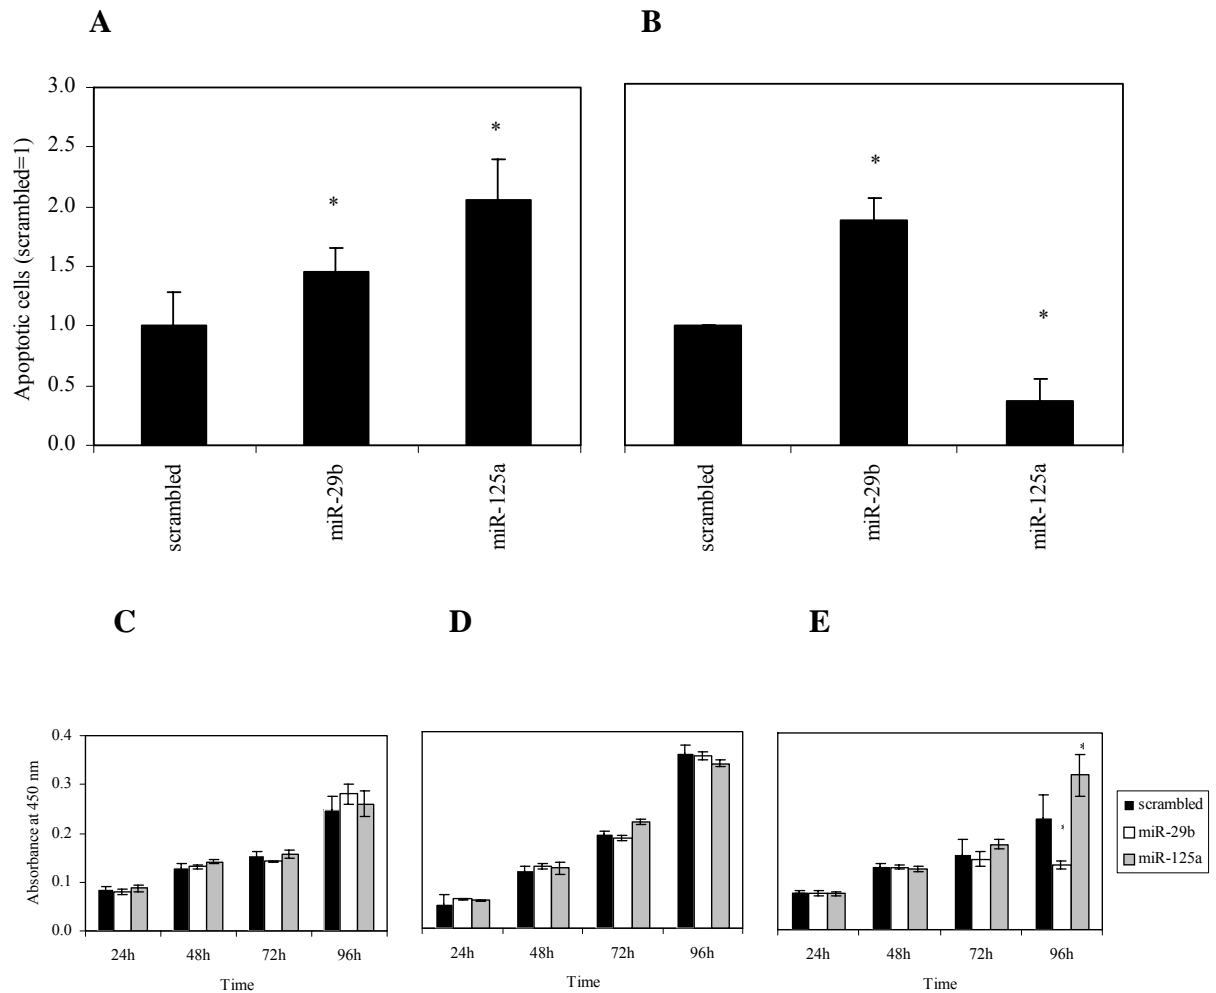 A
B
Apoptotic cells (scrambled=1)
3.0
2.5
2.0
1.5
1.0
0.5
0.0
*
*
*
*
scrambled
miR-29b
miR-125a
scrambled
miR-29b
miR-125a
C
D
E
Absorbance at 450 nm
0.4
0.3
0.2
0.1
0.0
*
*
24h 48h 72h 96h
24h 48h 72h 96h
24h 48h 72h 96h
Time
Time
Time
scrambled
miR-29b
miR-125a